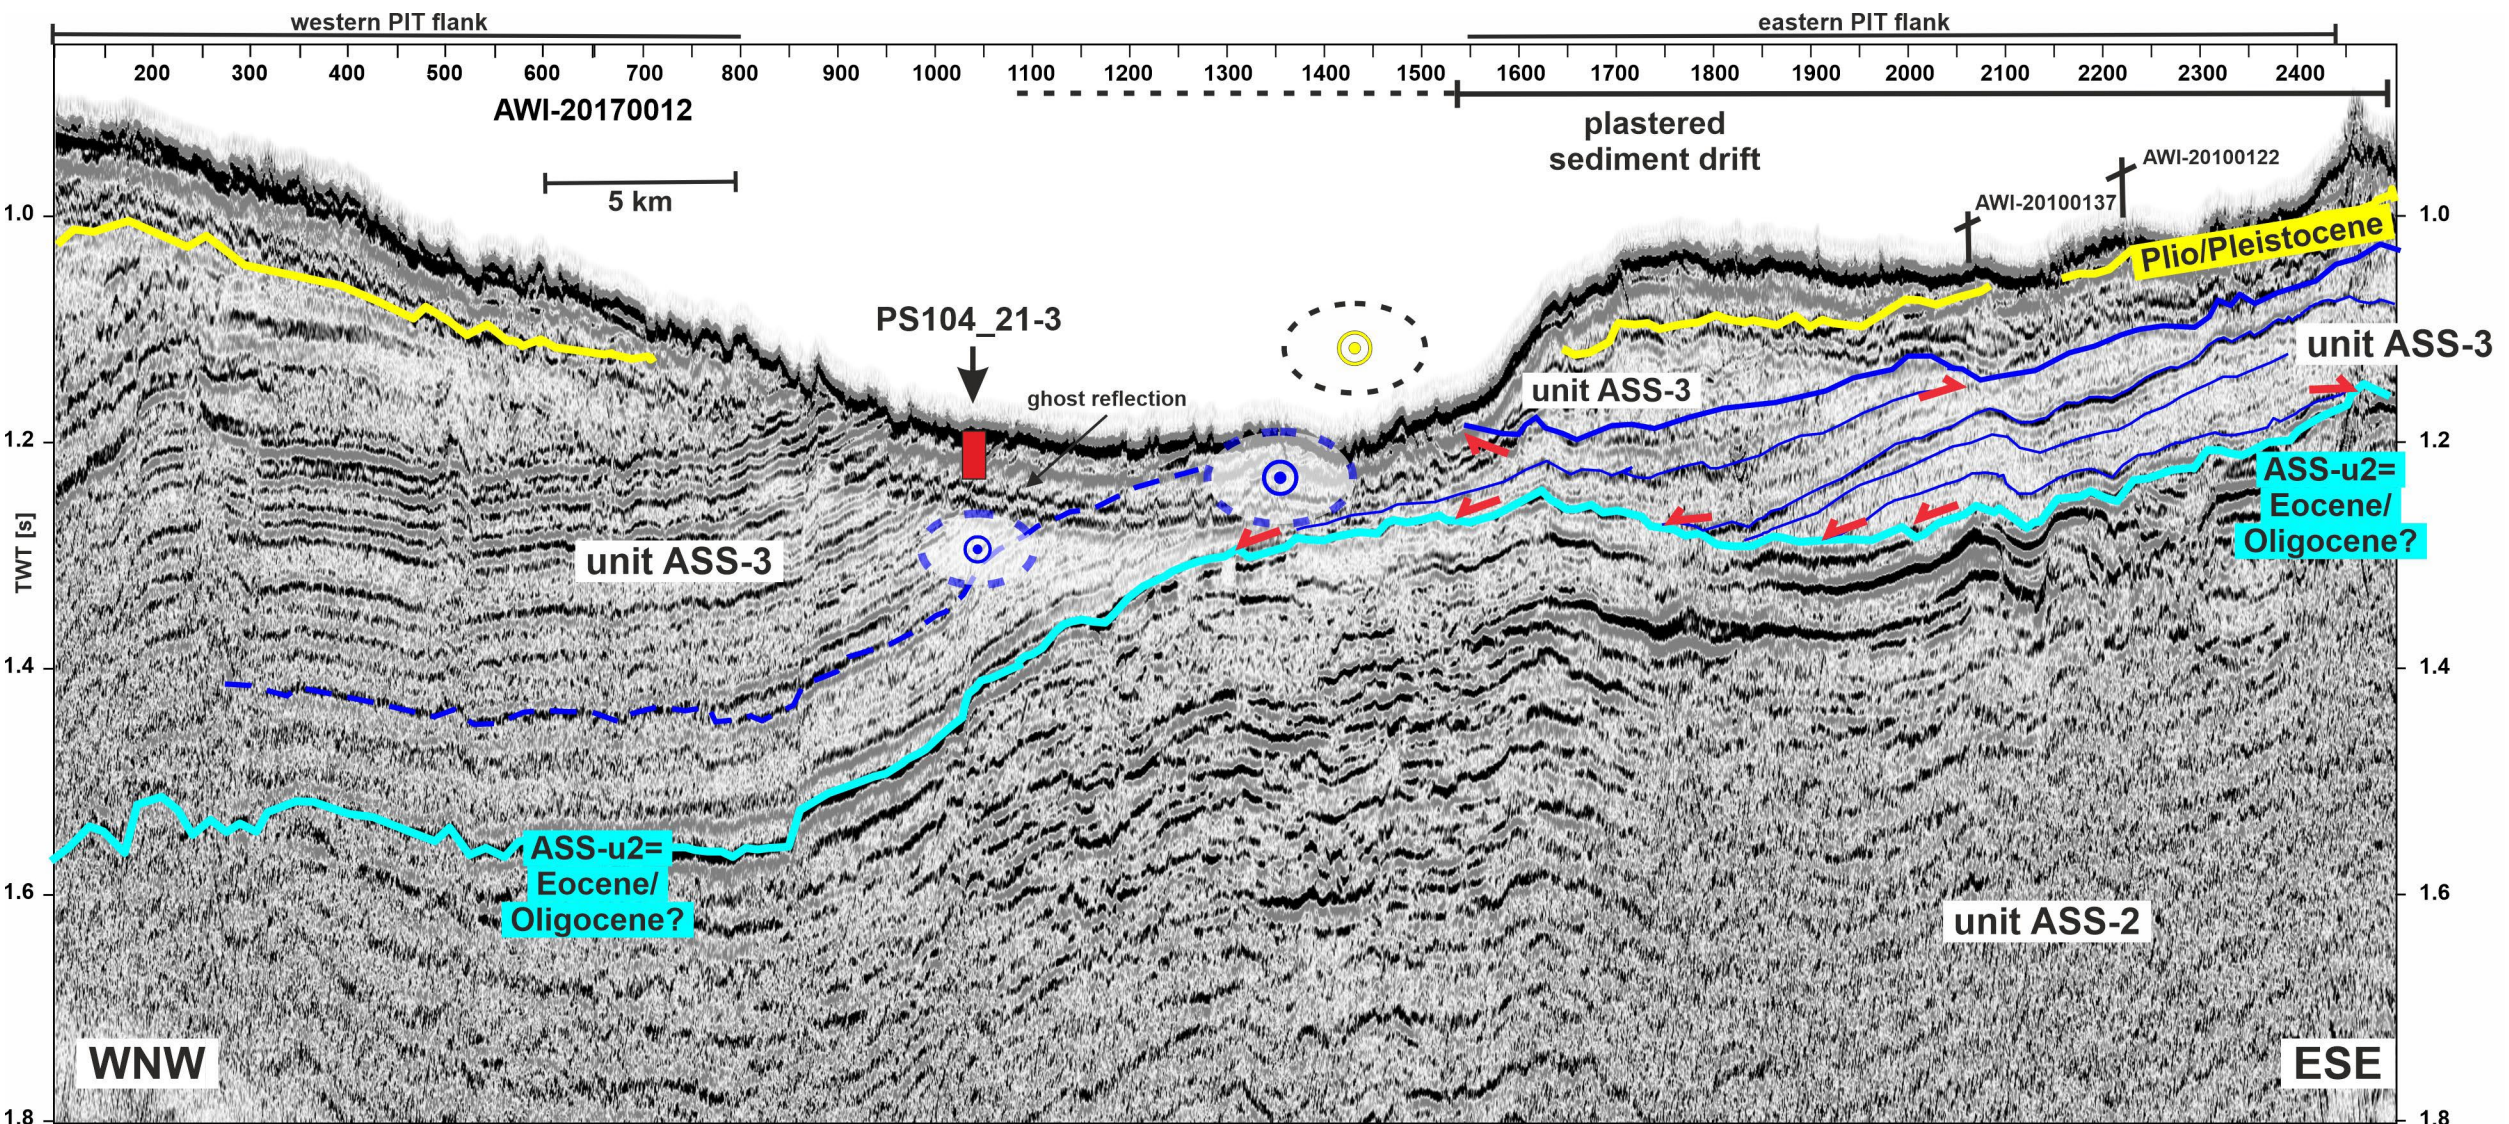 western PIT flank
eastern PIT flank
200 300 400 500 600 700 800 900 1000 1100 1200 1300 1400 1500 1600 1700 1800 1900 2000 2100 2200 2300 2400
AWI-20170012
plastered
sediment drift
5 km
AWI-20100122
AWI-20100137
1.0
1.0
Plio/Pleistocene
PS104_21-3
ghost reflection
unit ASS-3
unit ASS-3
1.2
1.2
ASS-u2=
Eocene/
Oligocene?
unit ASS-3
TWT [s]
1.4
1.4
ASS-u2=
Eocene/
Oligocene?
1.6
1.6
unit ASS-2
WNW
ESE
1.8
1.8